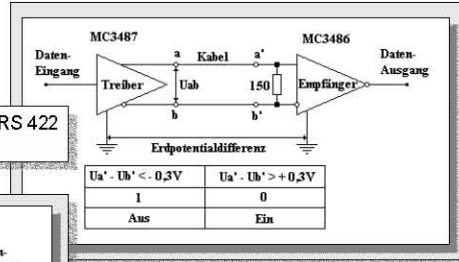 MC3487
MC3486
Daten-
Eingang
a
Kabel
a'
Daten-
Ausgang
Treiber
Uab
150
Empfänger
b
b'
RS 422
Erdpotentialdifferenz
Ua' - Ub' < - 0,3V
Ua' - Ub' > + 0,3V
1
0
Aus
Ein
n-